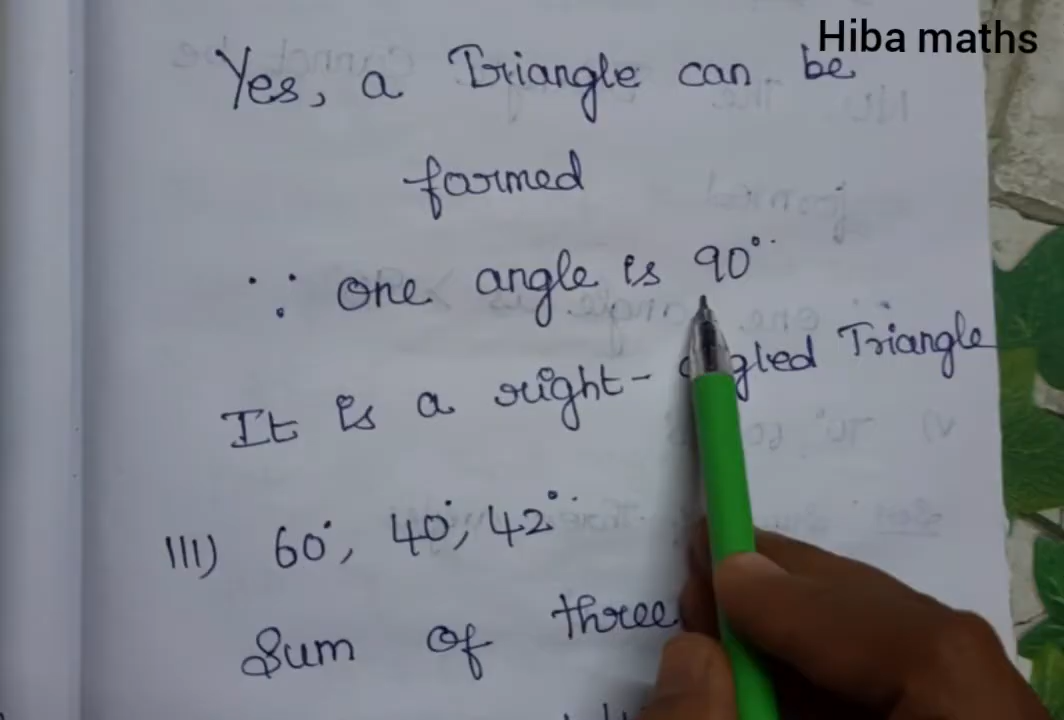 Hiba maths
Yes, a Triangle can be
formed
∵ one angle is 90°
It is a right-angled Triangle
III) 60°, 40°, 42°
Sum of three